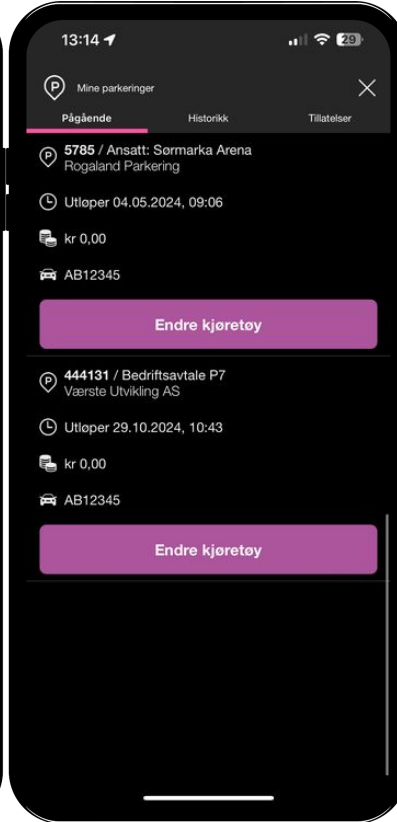 13:14
29
P Mine parkeringer
Pågående Historikk Tillatelser
P 5785 / Ansatt: Sørmarka Arena
Rogaland Parkering
Utløper 04.05.2024, 09:06
kr 0,00
AB12345
Endre kjøretøy
P 444131 / Bedriftsavtale P7
Værste Utvikling AS
Utløper 29.10.2024, 10:43
kr 0,00
AB12345
Endre kjøretøy